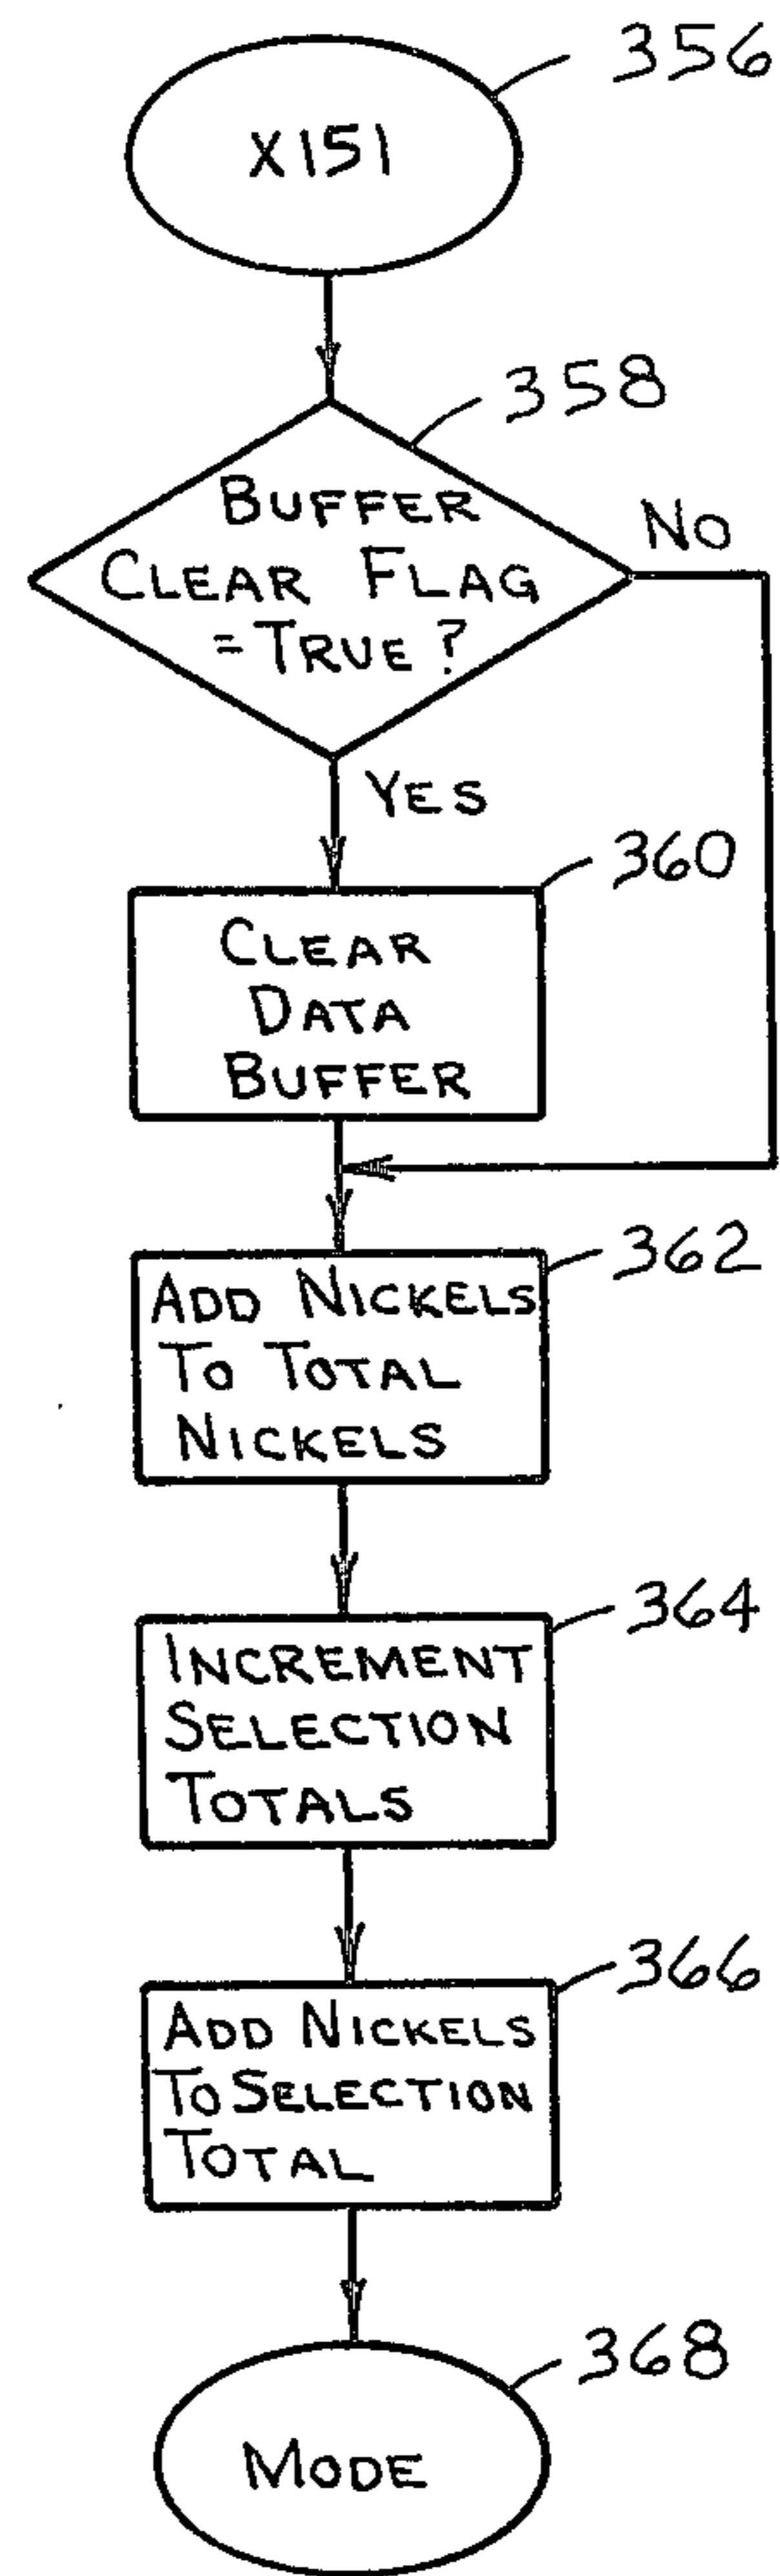 356
X151
358
BUFFER
CLEAR FLAG
=TRUE?
NO
YES
360
CLEAR
DATA
BUFFER
362
ADD NICKELS
TO TOTAL
NICKELS
364
INCREMENT
SELECTION
TOTALS
366
ADD NICKELS
TO SELECTION
TOTAL
368
MODE